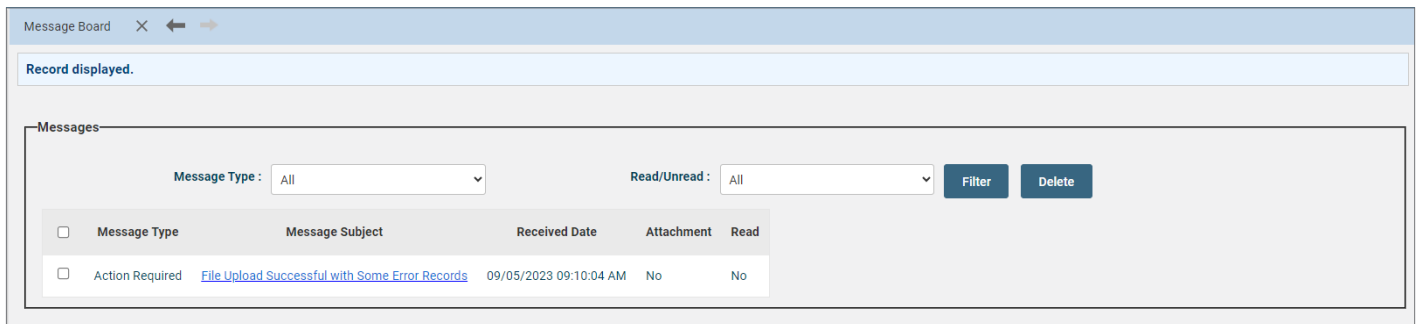 Message Board
Record displayed.
Messages
Message Type : All Read/Unread : All Filter Delete
Message Type Message Subject Received Date Attachment Read
Action Required File Upload Successful with Some Error Records 09/05/2023 09:10:04 AM No No